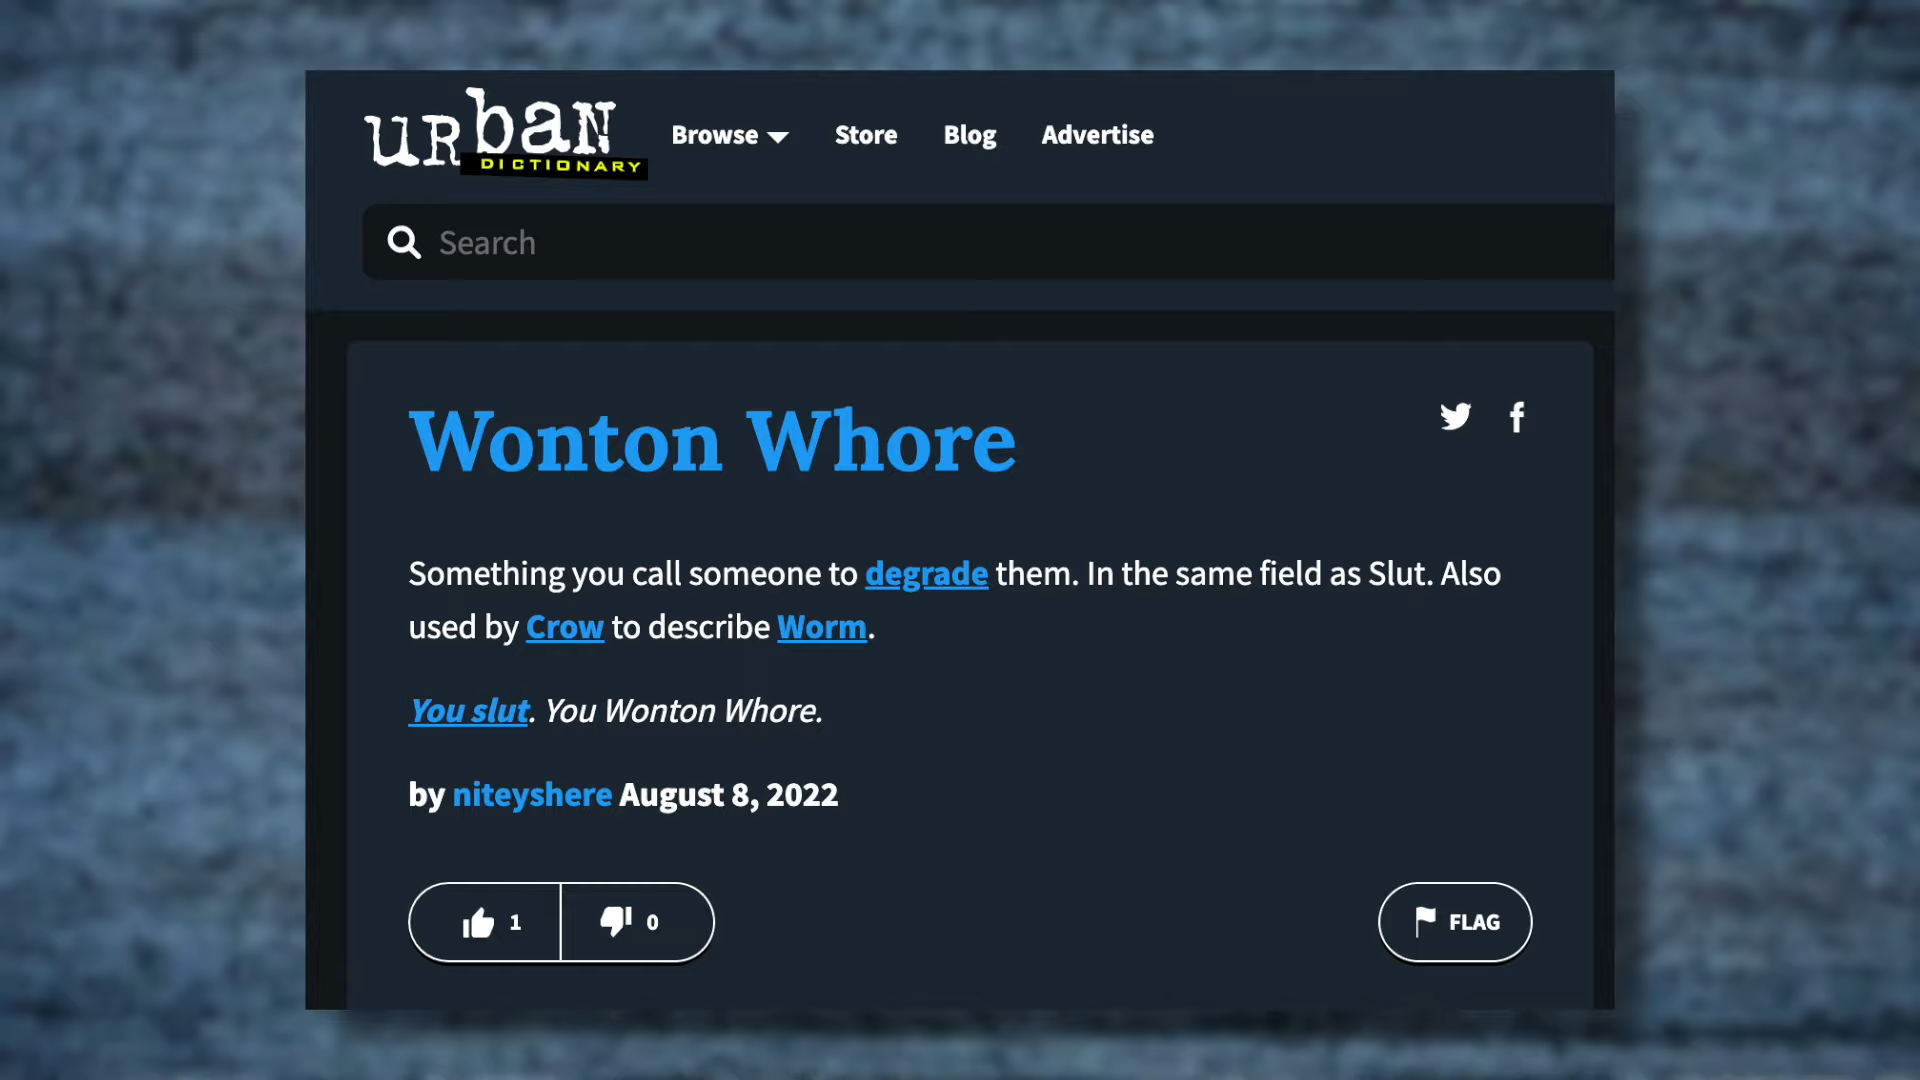 urban
DICTIONARY
Browse Store Blog Advertise
Search
Wonton Whore
Something you call someone to degrade them. In the same field as Slut. Also
used by Crow to describe Worm.
You slut. You Wonton Whore.
by niteyshere August 8, 2022
1 0 FLAG